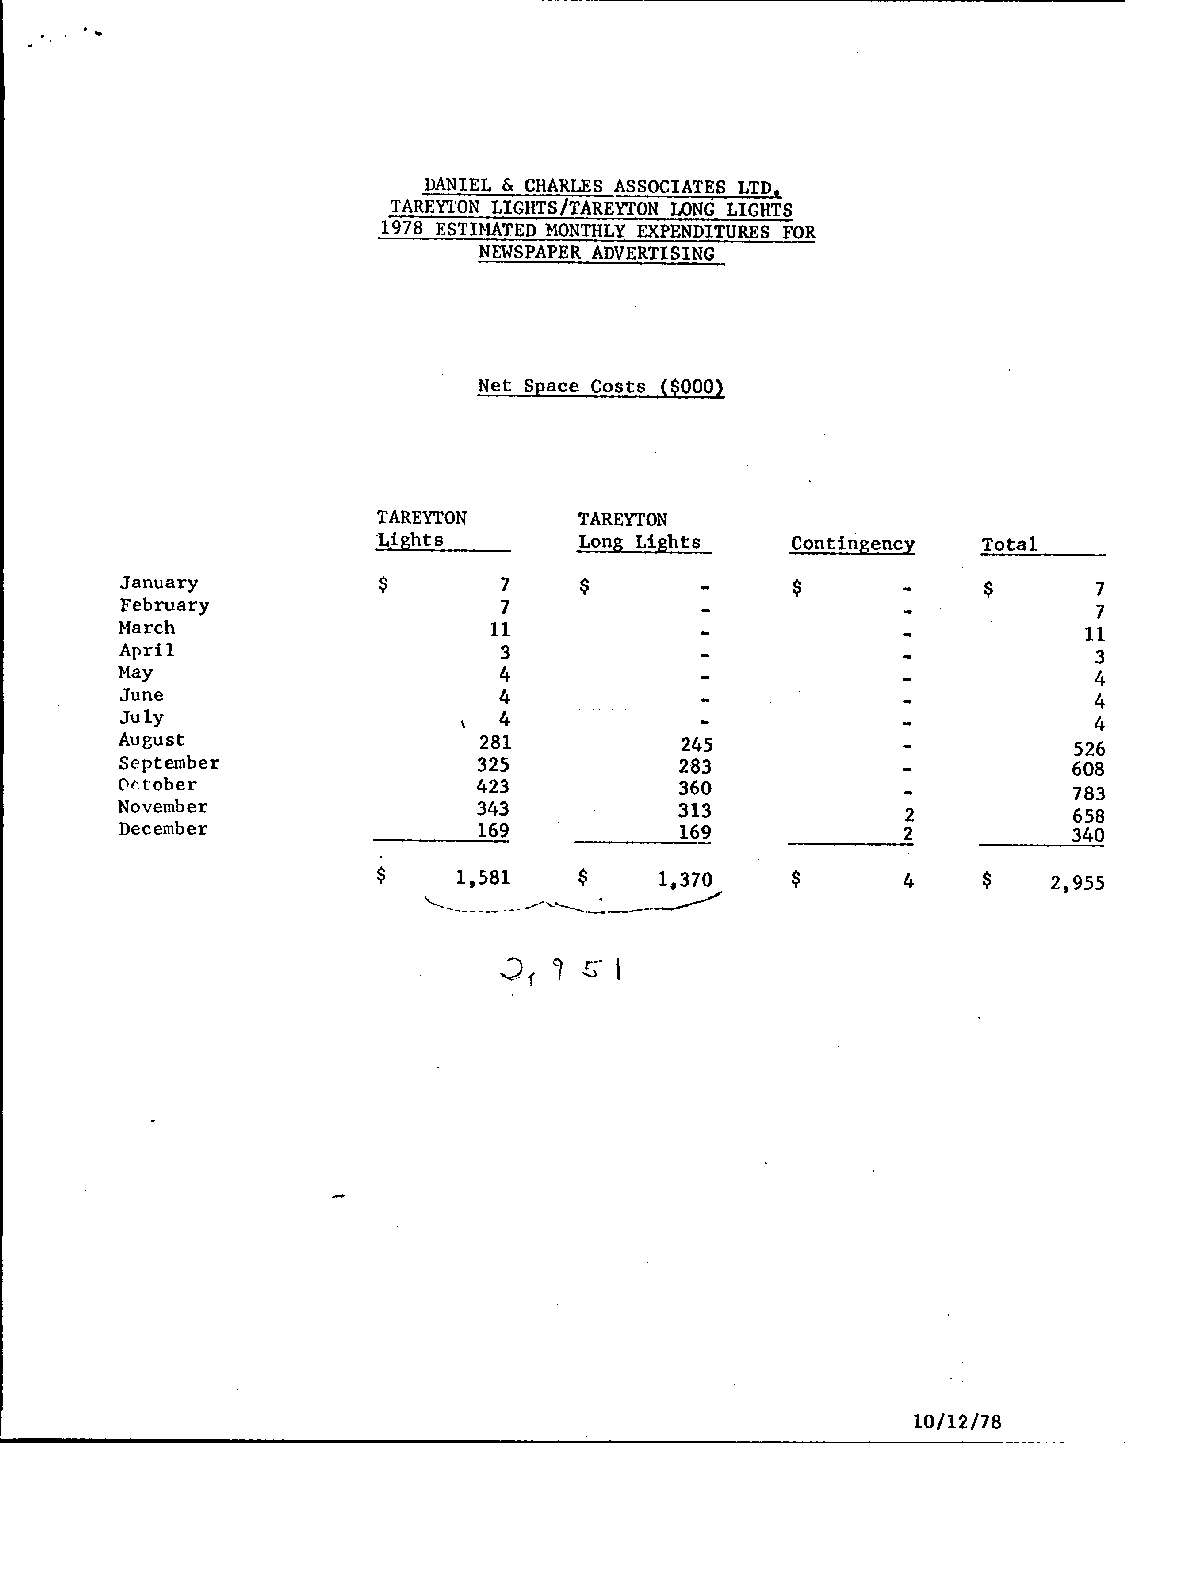 DANIEL & CHARLES ASSOCIATES LTD.
TAREYTON LIGHTS/TAREYTON LONG LIGHTS
1978 ESTIMATED MONTHLY EXPENDITURES FOR
NEWSPAPER ADVERTISING
Net Space Costs ($000)
TAREYTON TAREYTON
Lights Long Lights Contingency Total
January $ 7 $ - $ - $ 7
February 7 - - 7
March 11 - - 11
April 3 - - 3
May 4 - - 4
June 4 - - 4
July 4 - - 4
August 281 245 - 526
September 325 283 - 608
October 423 360 - 783
November 343 313 2 658
December 169 169 2 340
$ 1,581 $ 1,370 $ 4 $ 2,955
2,951
10/12/78